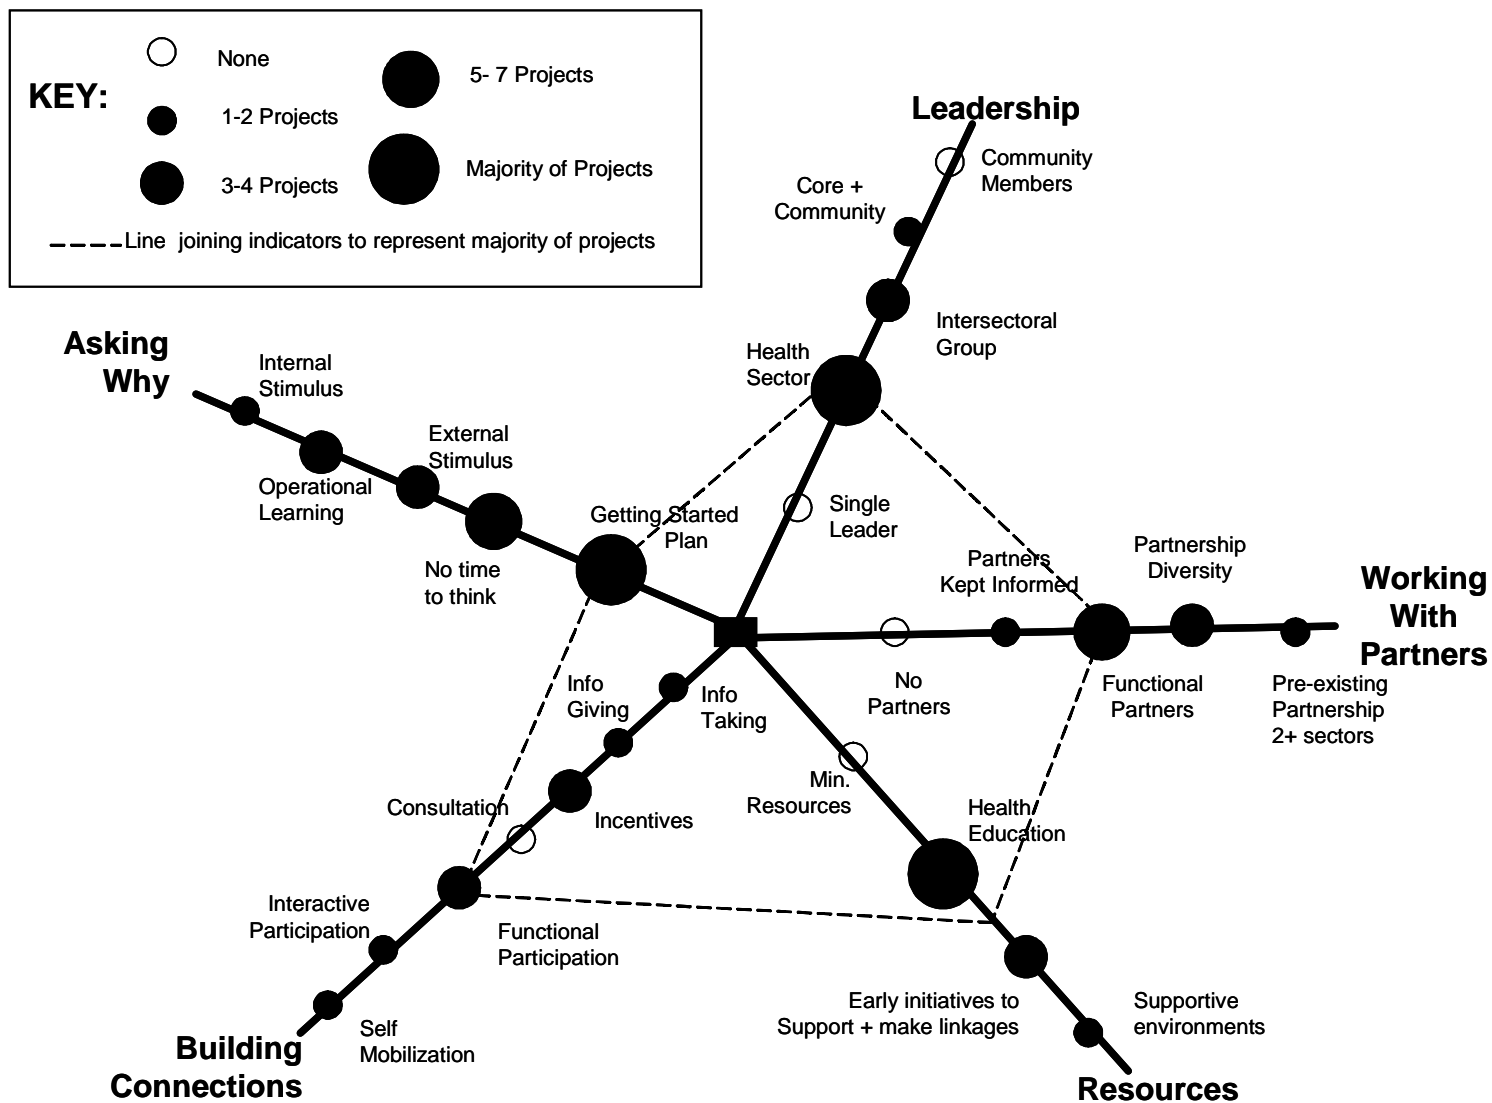 KEY:
None
1-2 Projects
3-4 Projects
5- 7 Projects
Majority of Projects
Line  joining indicators to represent majority of projects
Leadership
Community
Members
Core +
Community
Intersectoral
Group
Health
Sector
Single
Leader
Asking
Why
Internal
Stimulus
Operational
Learning
External
Stimulus
No time
to think
Getting Started
Plan
Working
With
Partners
Partners
Kept Informed
Partnership
Diversity
No
Partners
Functional
Partners
Pre-existing
Partnership
2+ sectors
Info
Giving
Info
Taking
Consultation
Incentives
Interactive
Participation
Functional
Participation
Self
Mobilization
Building
Connections
Min.
Resources
Health
Education
Early initiatives to
Support + make linkages
Supportive
environments
Resources